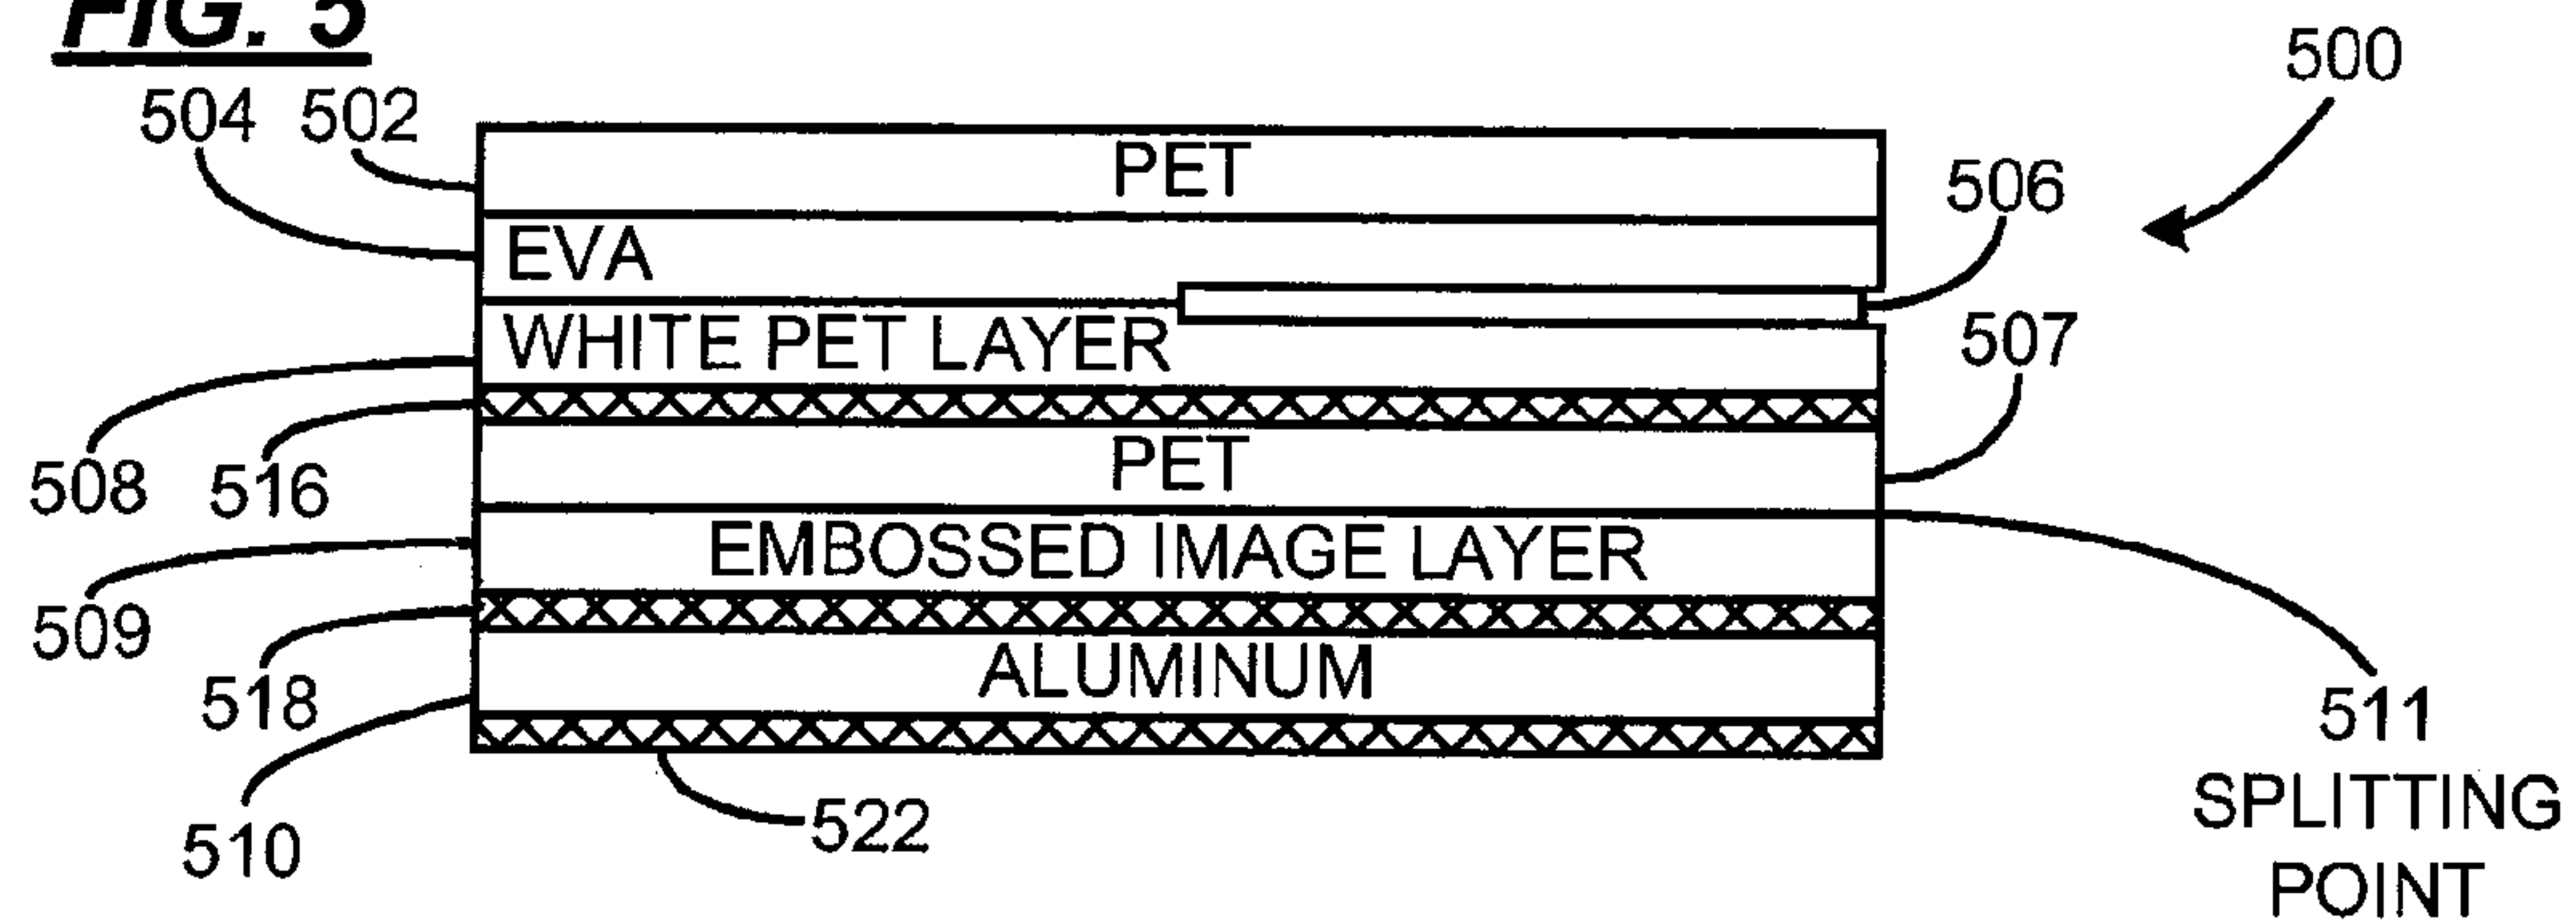 FIG. 5
504 502
500
PET
506
EVA
WHITE PET LAYER
507
508 516
PET
EMBOSSED IMAGE LAYER
509
518
ALUMINUM
510
522
511
SPLITTING
POINT